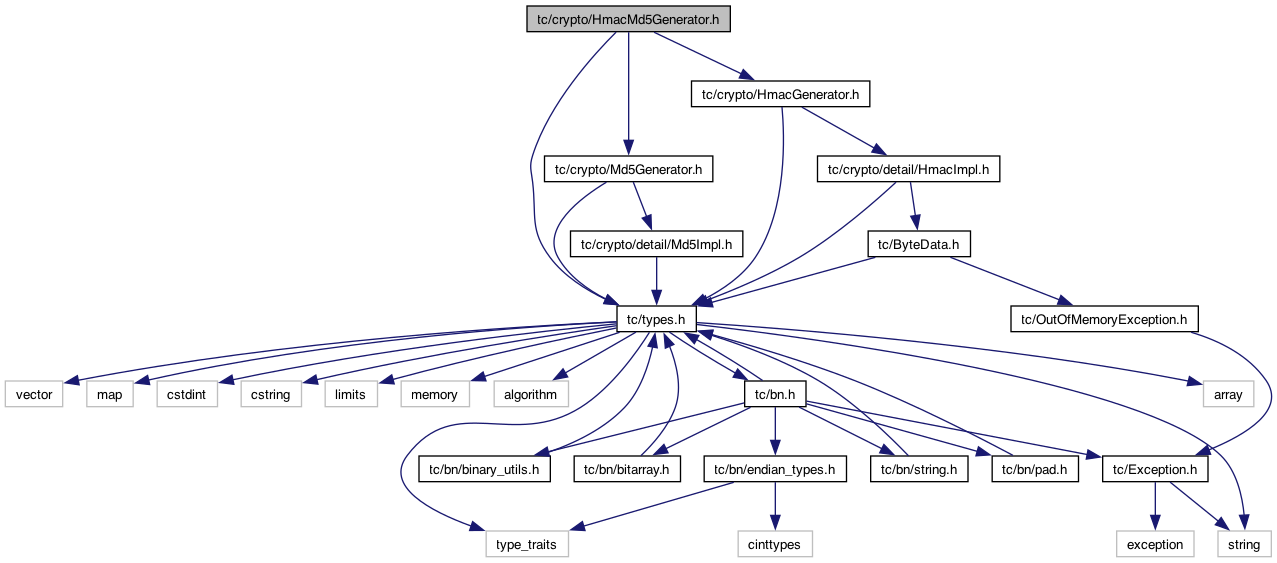 tc/crypto/HmacMd5Generator.h
tc/crypto/HmacGenerator.h
tc/crypto/Md5Generator.h
tc/crypto/detail/HmacImpl.h
tc/crypto/detail/Md5Impl.h
tc/ByteData.h
tc/types.h
tc/OutOfMemoryException.h
vector
map
cstdint
cstring
limits
memory
algorithm
tc/bn.h
array
tc/bn/binary_utils.h
tc/bn/bitarray.h
tc/bn/endian_types.h
tc/bn/string.h
tc/bn/pad.h
tc/Exception.h
type_traits
cinttypes
exception
string